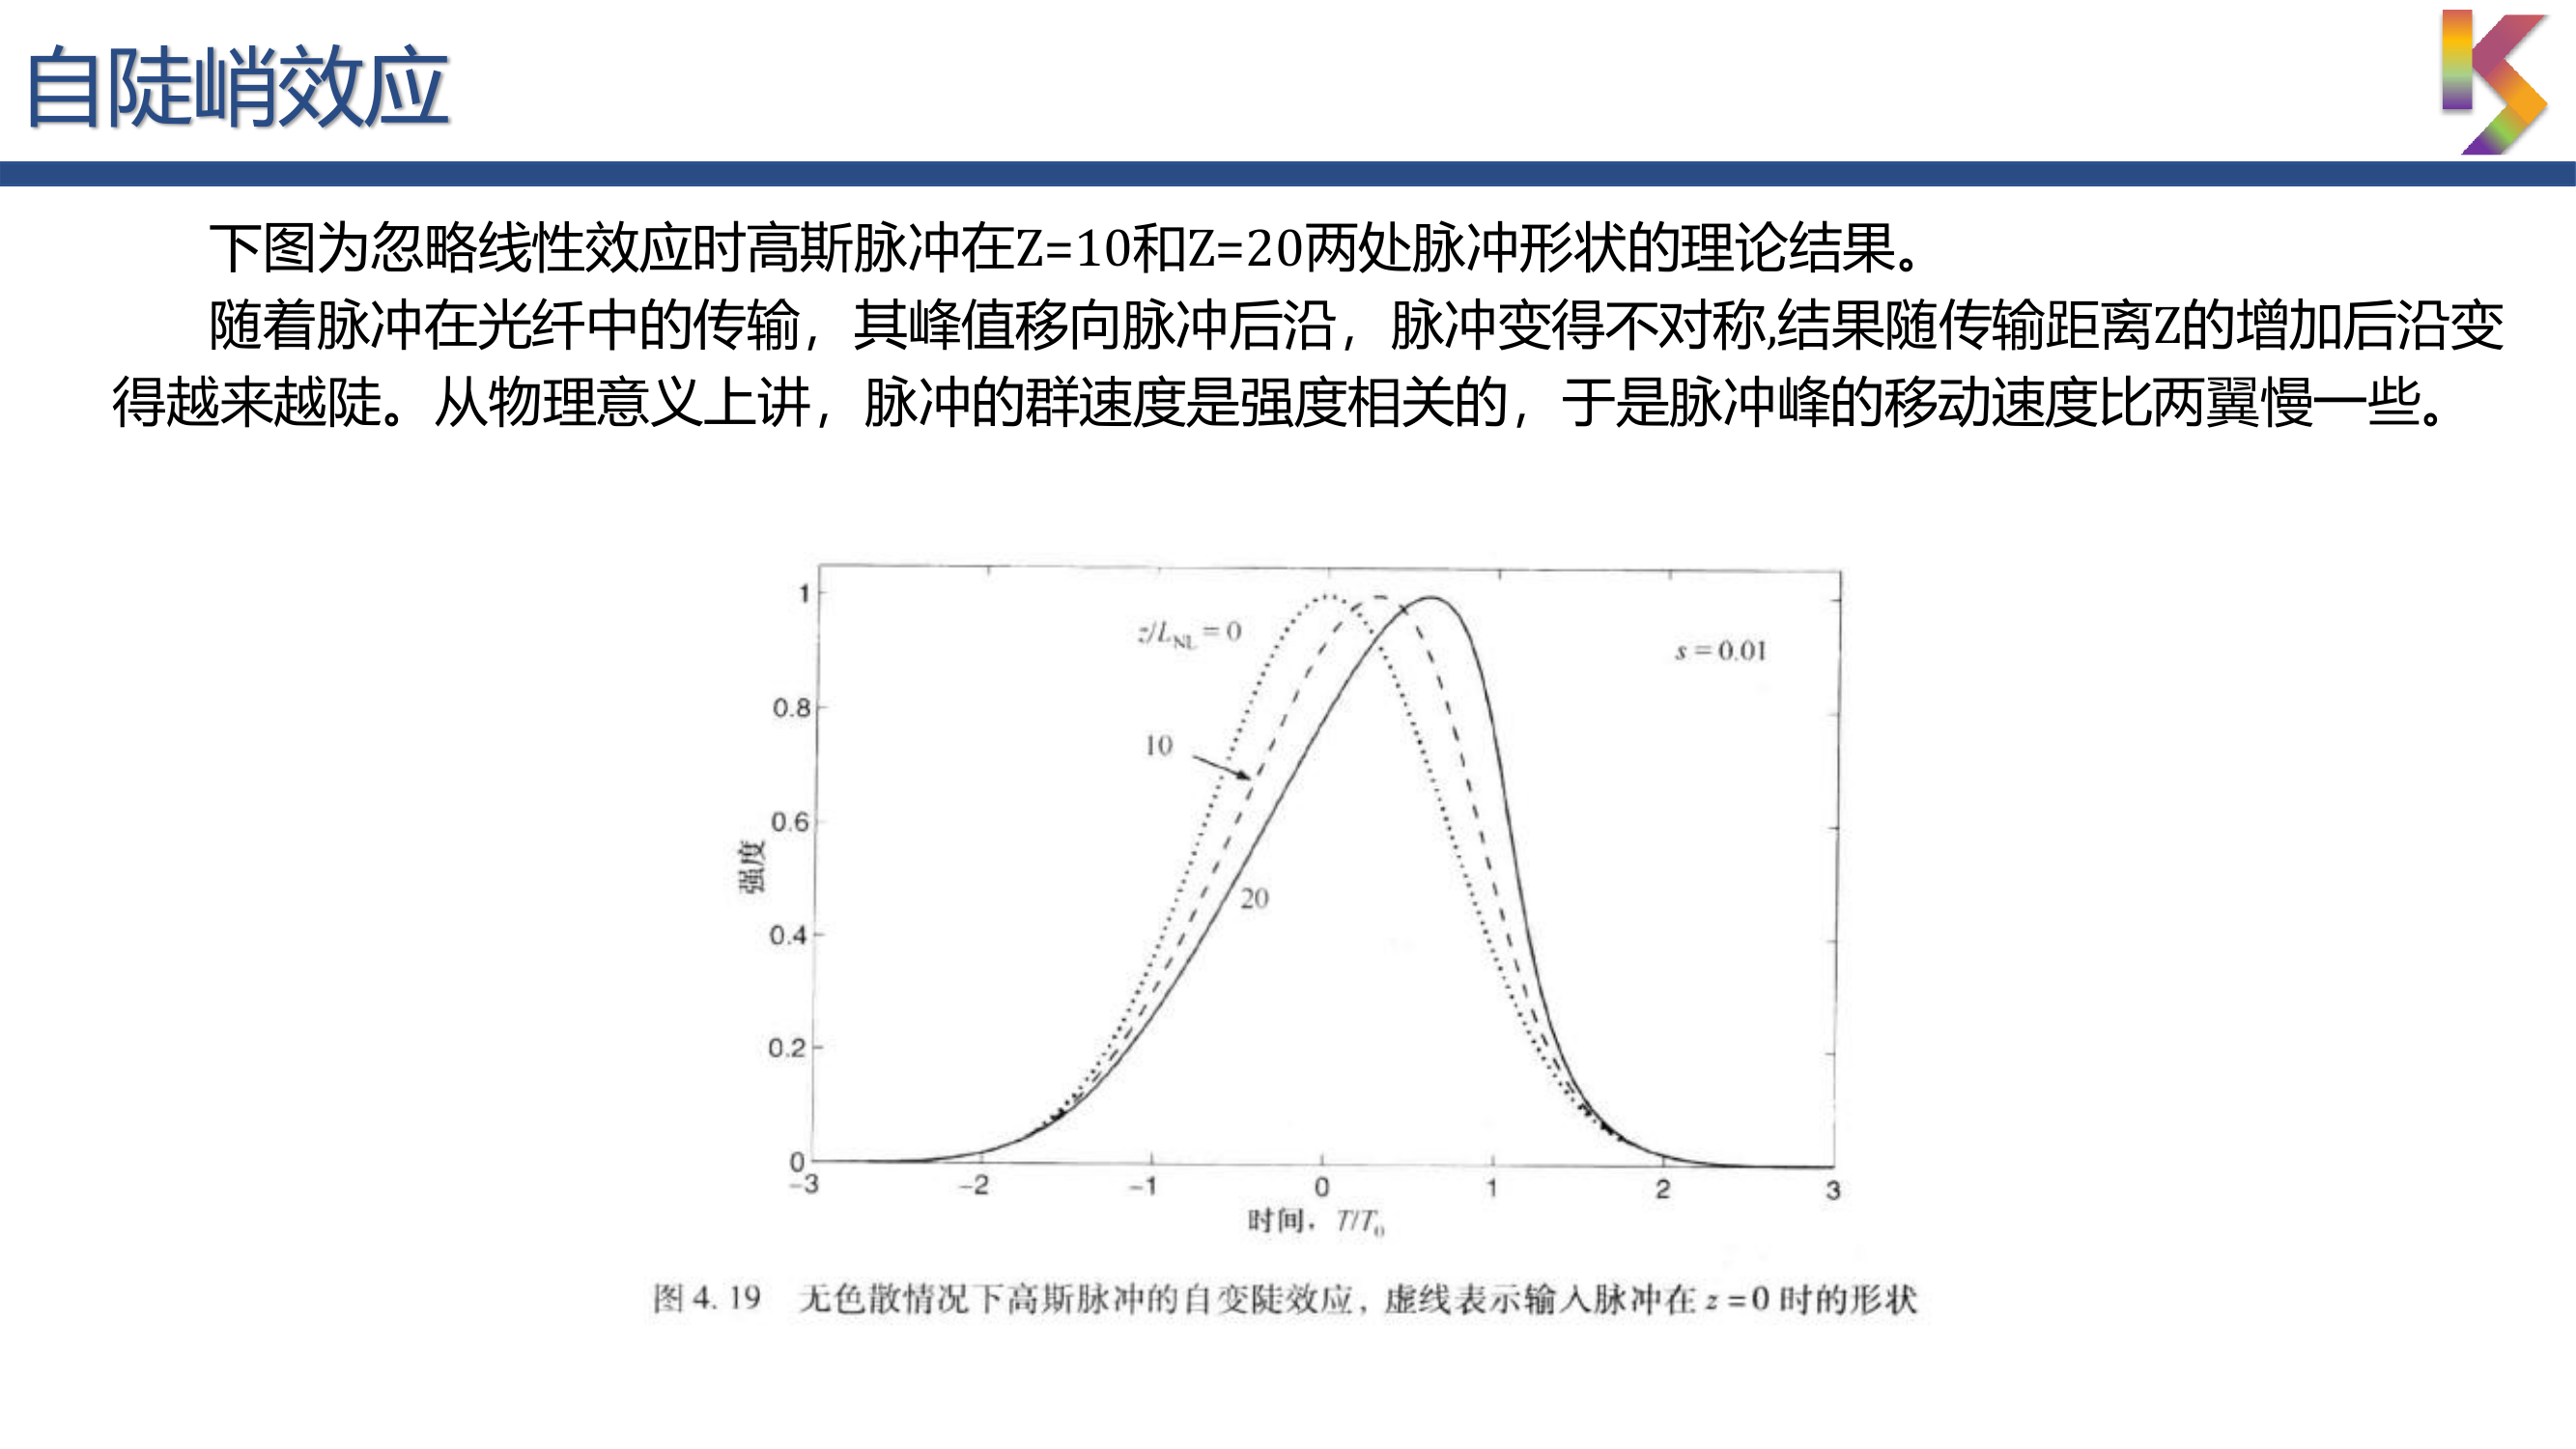 自陡峭效应
下图为忽略线性效应时高斯脉冲在Z=10和Z=20两处脉冲形状的理论结果。
随着脉冲在光纤中的传输，其峰值移向脉冲后沿，脉冲变得不对称,结果随传输距离Z的增加后沿变
得越来越陡。从物理意义上讲，脉冲的群速度是强度相关的，于是脉冲峰的移动速度比两翼慢一些。
1
z/L_NL = 0
s = 0.01
0.8
10
0.6
强度
20
0.4
0.2
0
-3 -2 -1 0 1 2 3
时间，T/T_0
图 4.19 无色散情况下高斯脉冲的自变陡效应，虚线表示输入脉冲在 z = 0 时的形状